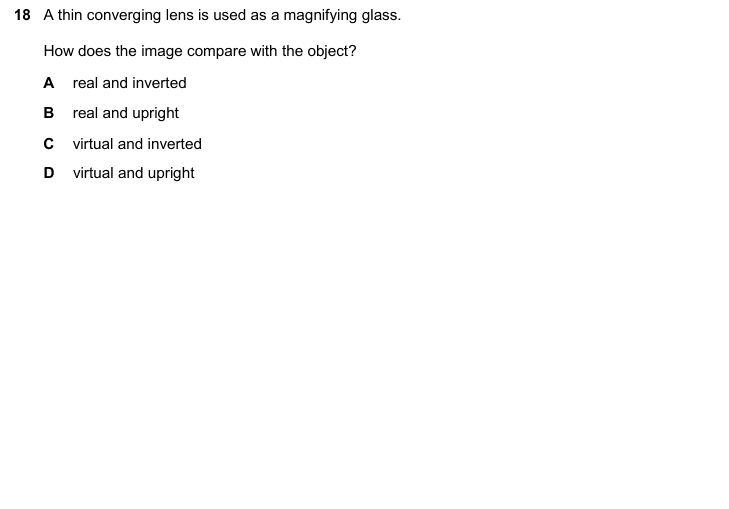 18 A thin converging lens is used as a magnifying glass.
How does the image compare with the object?
A real and inverted
B real and upright
C virtual and inverted
D virtual and upright